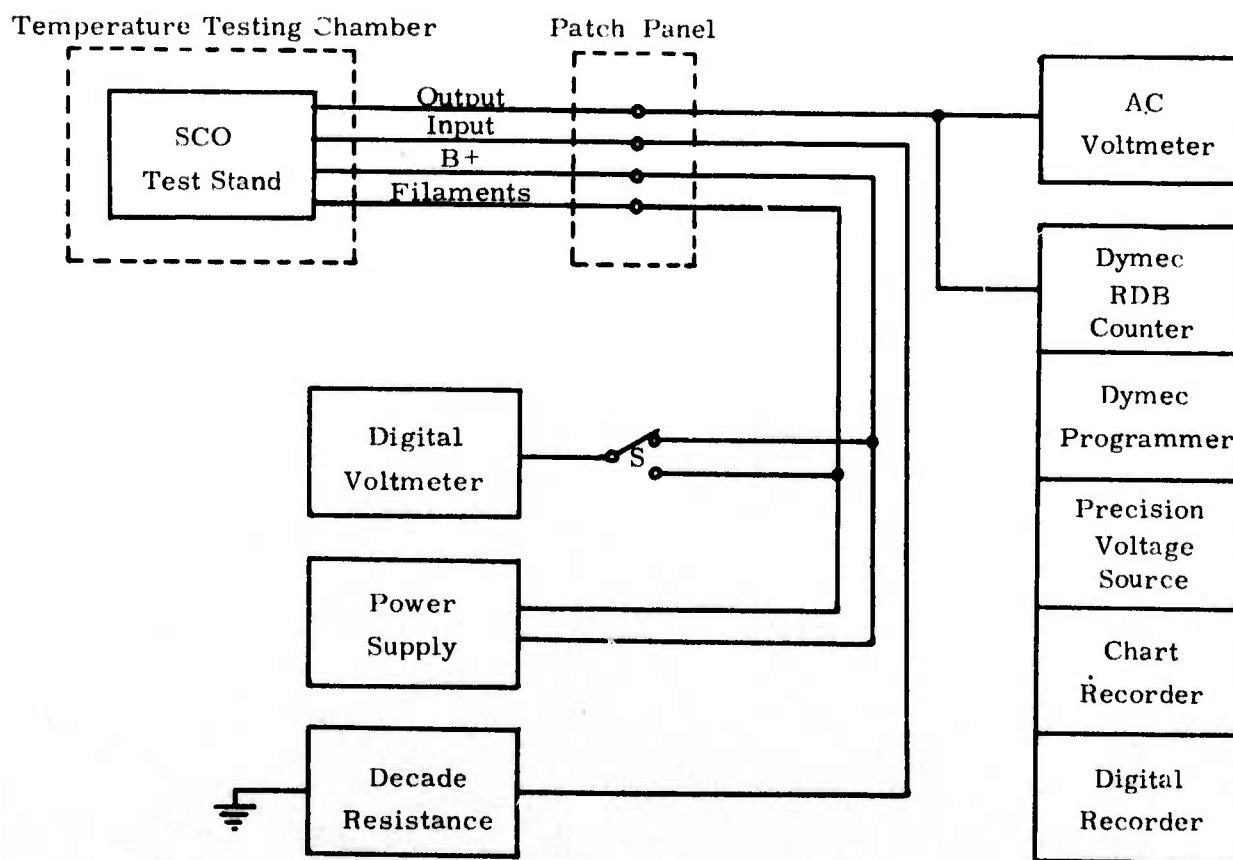 Temperature Testing Chamber
Patch Panel
SCO
Test Stand
Output
Input
B+
Filaments
AC
Voltmeter
Dymec
RDB
Counter
Dymec
Programmer
Precision
Voltage
Source
Chart
Recorder
Digital
Recorder
Digital
Voltmeter
S
Power
Supply
Decade
Resistance